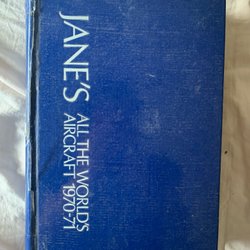 JANE'S
ALL THE WORLD'S
AIRCRAFT 1970-71